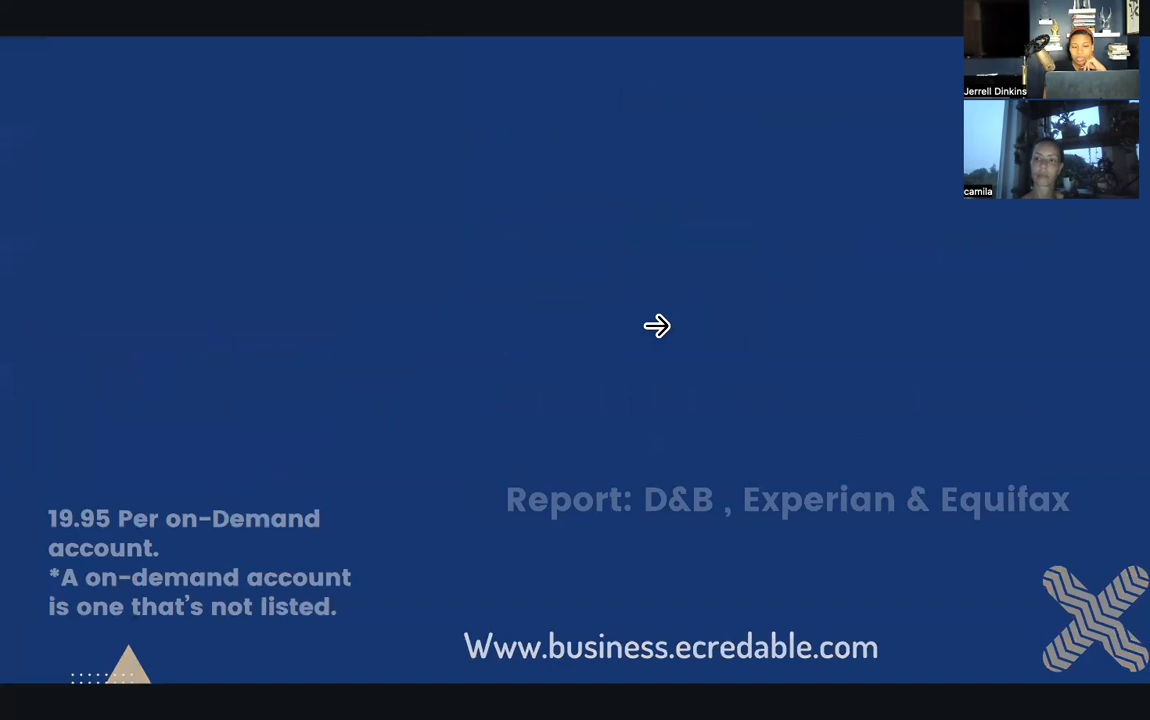 Jerrell Dinkins
camila
Report: D&B , Experian & Equifax
19.95 Per on-Demand
account.
*A on-demand account
is one that's not listed.
Www.business.ecredable.com